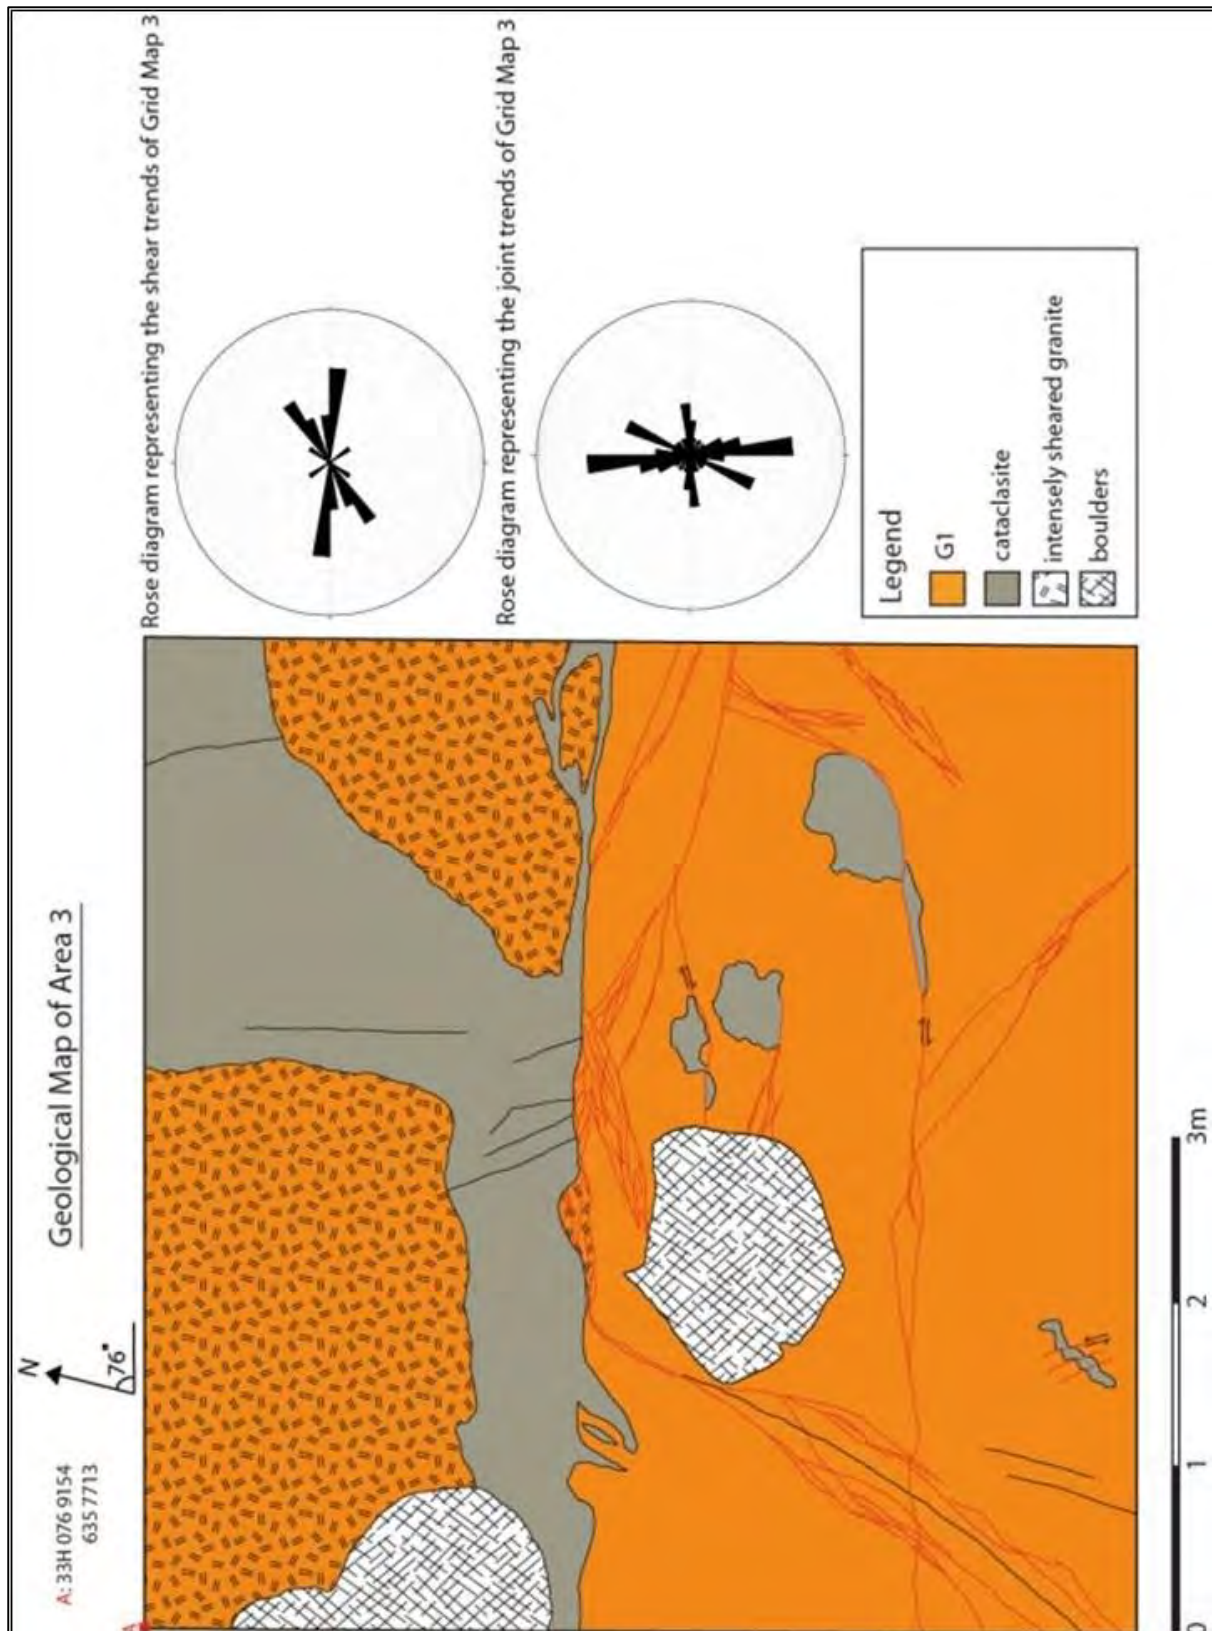 Geological Map of Area 3
A: 33H 076 9154
635 7713
N
76°
A
Rose diagram representing the shear trends of Grid Map 3
Rose diagram representing the joint trends of Grid Map 3
Legend
G1
cataclasite
intensely sheared granite
boulders
0 1 2 3m